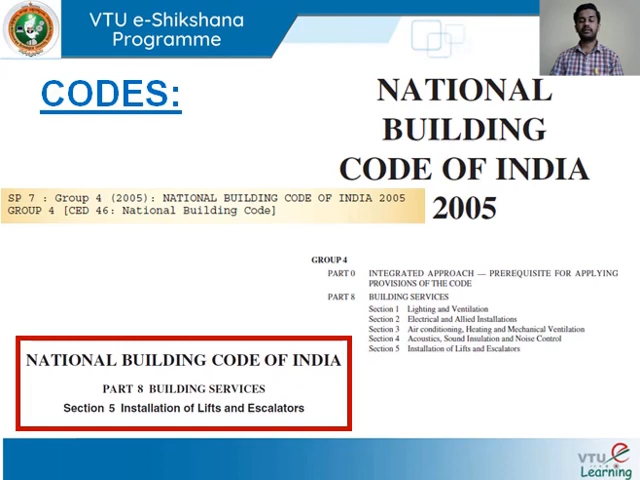 VTU e-Shikshana
Programme
CODES:
NATIONAL
BUILDING
CODE OF INDIA
2005
SP 7 : Group 4 (2005): NATIONAL BUILDING CODE OF INDIA 2005
GROUP 4 [CED 46: National Building Code]
GROUP 4
PART 0 INTEGRATED APPROACH — PREREQUISITE FOR APPLYING
PROVISIONS OF THE CODE
PART 8 BUILDING SERVICES
Section 1 Lighting and Ventilation
Section 2 Electrical and Allied Installations
Section 3 Air conditioning, Heating and Mechanical Ventilation
Section 4 Acoustics, Sound Insulation and Noise Control
Section 5 Installation of Lifts and Escalators
NATIONAL BUILDING CODE OF INDIA
PART 8 BUILDING SERVICES
Section 5 Installation of Lifts and Escalators
VTU e
Learning